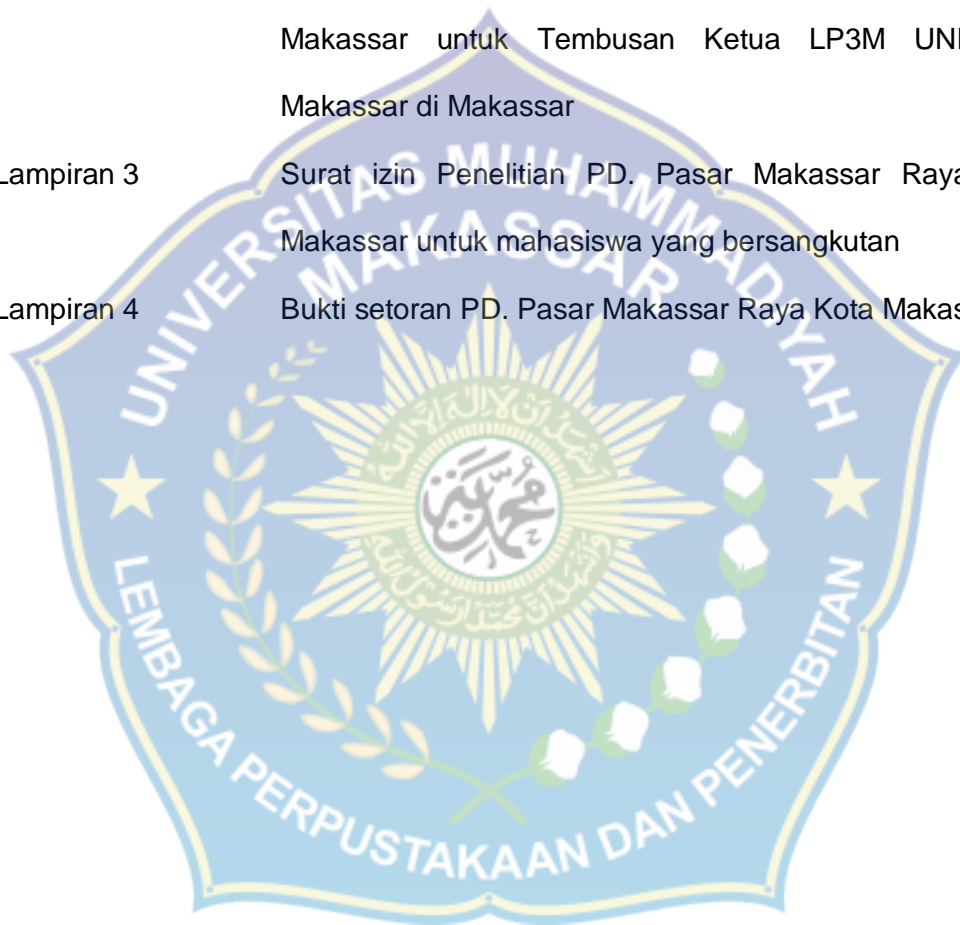 Makassar untuk Tembusan Ketua LP3M
Makassar di Makassar
Lampiran 3 Surat izin Penelitian PD. Pasar Makassar Raya
Makassar untuk mahasiswa yang bersangkutan
Lampiran 4 Bukti setoran PD. Pasar Makassar Raya Kota
UNIVERSITAS MUHAMMADIYAH
MAKASSAR
محمد
LEMBAGA PERPUSTAKAAN DAN PENERBITAN